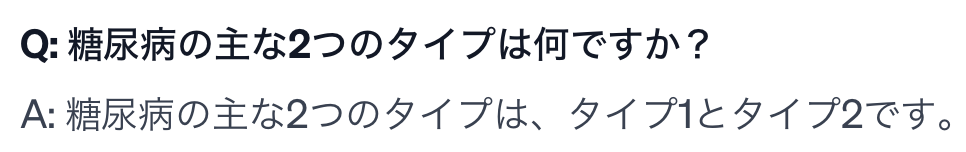 Q: 糖尿病の主な2つのタイプは何ですか？
A: 糖尿病の主な2つのタイプは、タイプ1とタイプ2です。